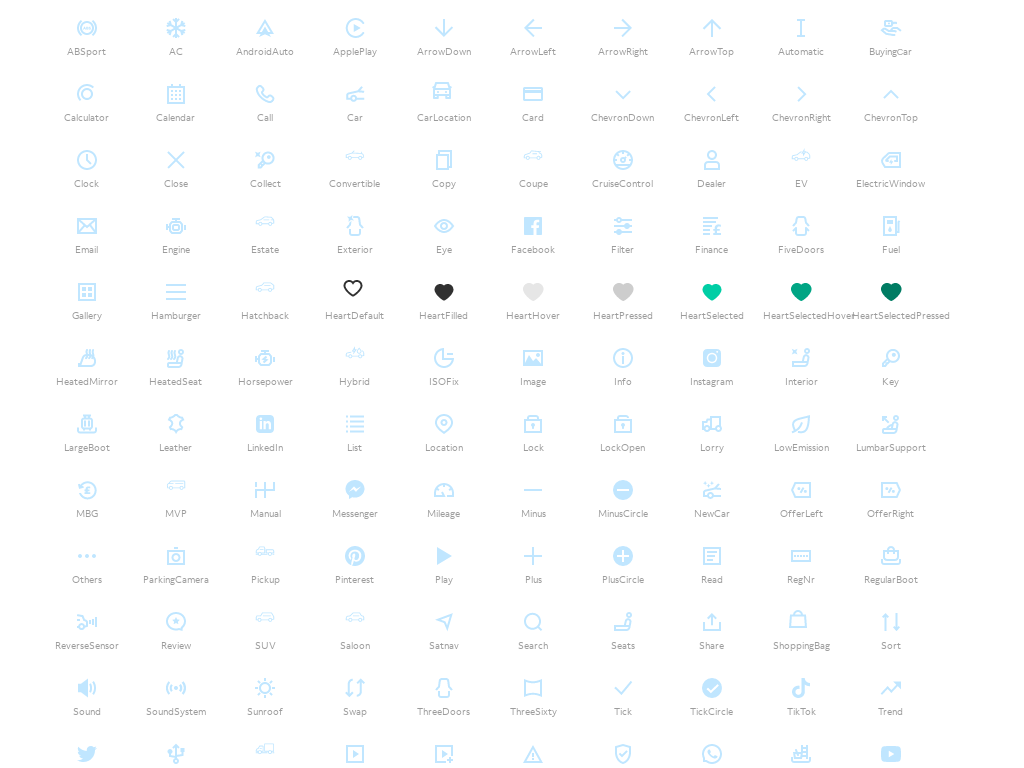 ABSport AC AndroidAuto ApplePlay ArrowDown ArrowLeft ArrowRight ArrowTop Automatic BuyingCar
Calculator Calendar Call Car CarLocation Card ChevronDown ChevronLeft ChevronRight ChevronTop
Clock Close Collect Convertible Copy Coupe CruiseControl Dealer EV ElectricWindow
Email Engine Estate Exterior Eye Facebook Filter Finance FiveDoors Fuel
Gallery Hamburger Hatchback HeartDefault HeartFilled HeartHover HeartPressed HeartSelected HeartSelectedHover HeartSelectedPressed
HeatedMirror HeatedSeat Horsepower Hybrid ISOFix Image Info Instagram Interior Key
LargeBoot Leather LinkedIn List Location Lock LockOpen Lorry LowEmission LumbarSupport
MBG MVP Manual Messenger Mileage Minus MinusCircle NewCar OfferLeft OfferRight
Others ParkingCamera Pickup Pinterest Play Plus PlusCircle Read RegNr RegularBoot
ReverseSensor Review SUV Saloon Satnav Search Seats Share ShoppingBag Sort
Sound SoundSystem Sunroof Swap ThreeDoors ThreeSixty Tick TickCircle TikTok Trend